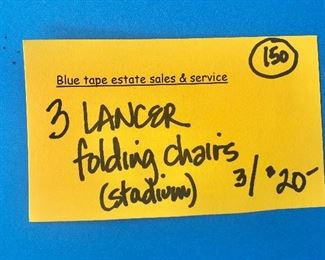 150
Blue tape estate sales & service
3 LANCER
folding chairs
(stadium) 3/$20-